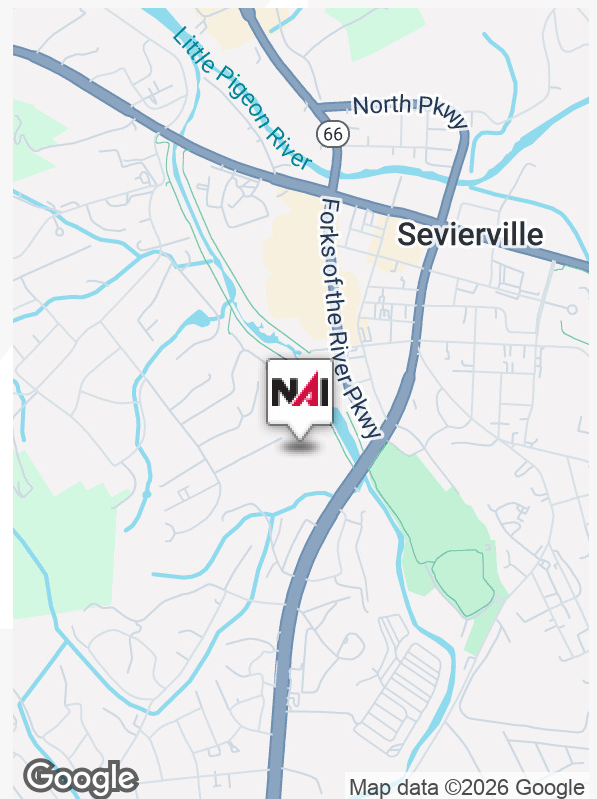 Little Pigeon River
North Pkwy
66
Sevierville
Forks of the River Pkwy
NAI
Google
Map data ©2026 Google